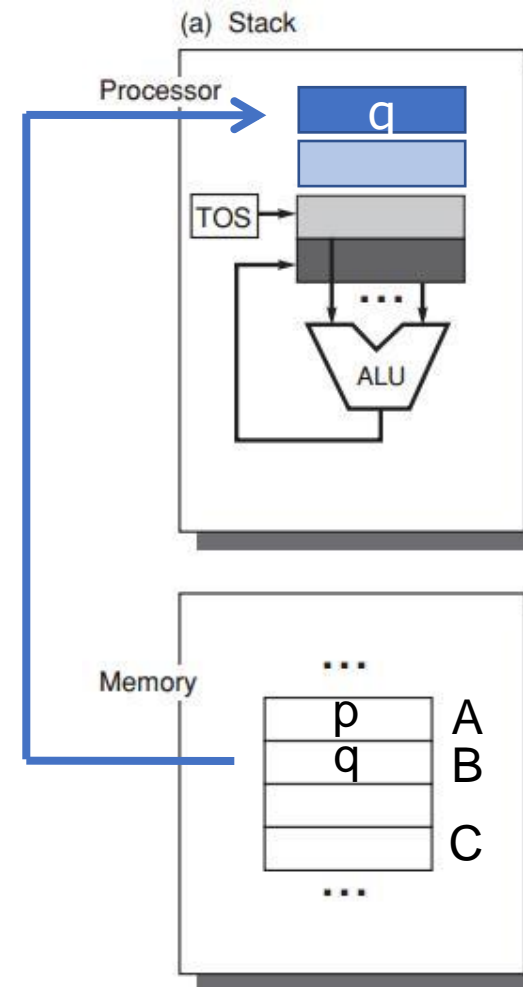 (a) Stack
Processor
q
TOS
...
ALU
...
Memory
p A
q B
C
...